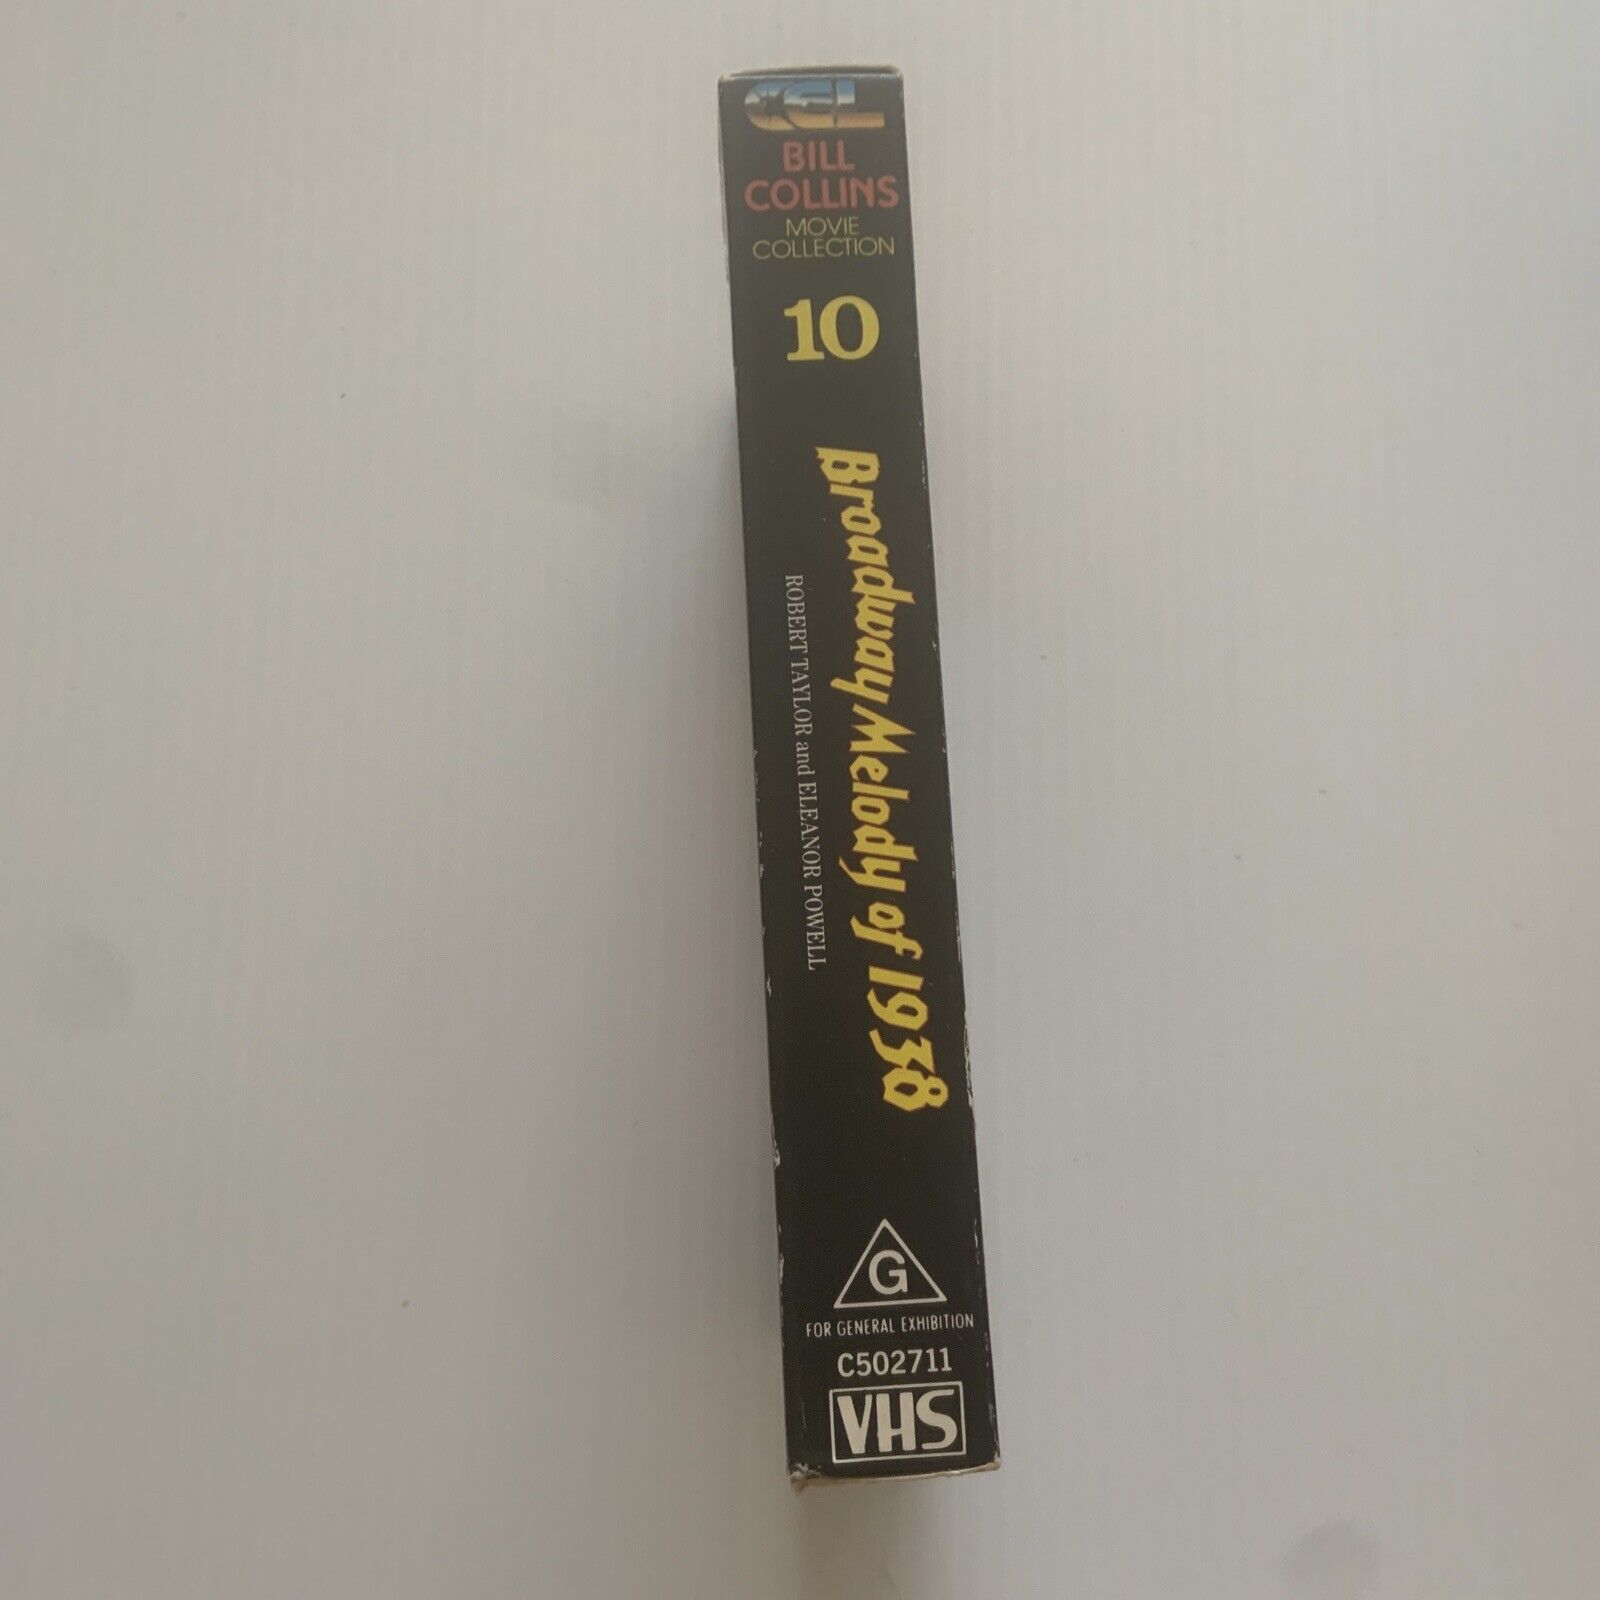 CEL
BILL
COLLINS
MOVIE
COLLECTION
10
Broadway Melody of 1938
ROBERT TAYLOR and ELEANOR POWELL
G
FOR GENERAL EXHIBITION
C502711
VHS